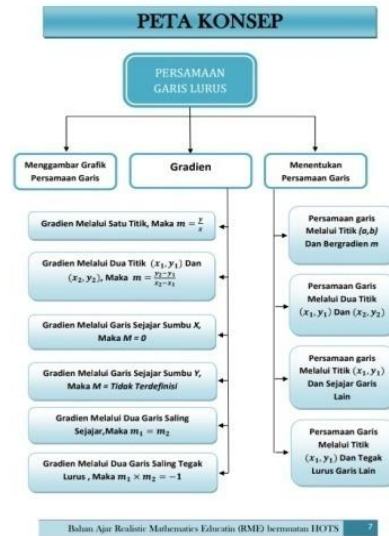 PETA KONSEP
PERSAMAAN
GARIS LURUS
Menggambar Grafik
Persamaan Garis
Gradien
Menentukan
Persamaan Garis
Gradien Melalui Satu Titik, Maka m = y/x
Gradien Melalui Dua Titik (x₁, y₁) Dan
(x₂, y₂), Maka m = (y₂−y₁)/(x₂−x₁)
Gradien Melalui Garis Sejajar Sumbu X,
Maka M = 0
Gradien Melalui Garis Sejajar Sumbu Y,
Maka M = Tidak Terdefinisi
Gradien Melalui Dua Garis Saling
Sejajar,Maka m₁ = m₂
Gradien Melalui Dua Garis Saling Tegak
Lurus , Maka m₁ × m₂ = −1
Persamaan garis
Melalui Titik (a,b)
Dan Bergradien m
Persamaan Garis
Melalui Dua Titik
(x₁, y₁) Dan (x₂, y₂)
Persamaan garis
Melalui Titik (x₁, y₁)
Dan Sejajar Garis
Lain
Persamaan Garis
Melalui Titik
(x₁, y₁) Dan Tegak
Lurus Garis Lain
Bahan Ajar Realistic Mathematics Educatin (RME) bermuatan HOTS 7